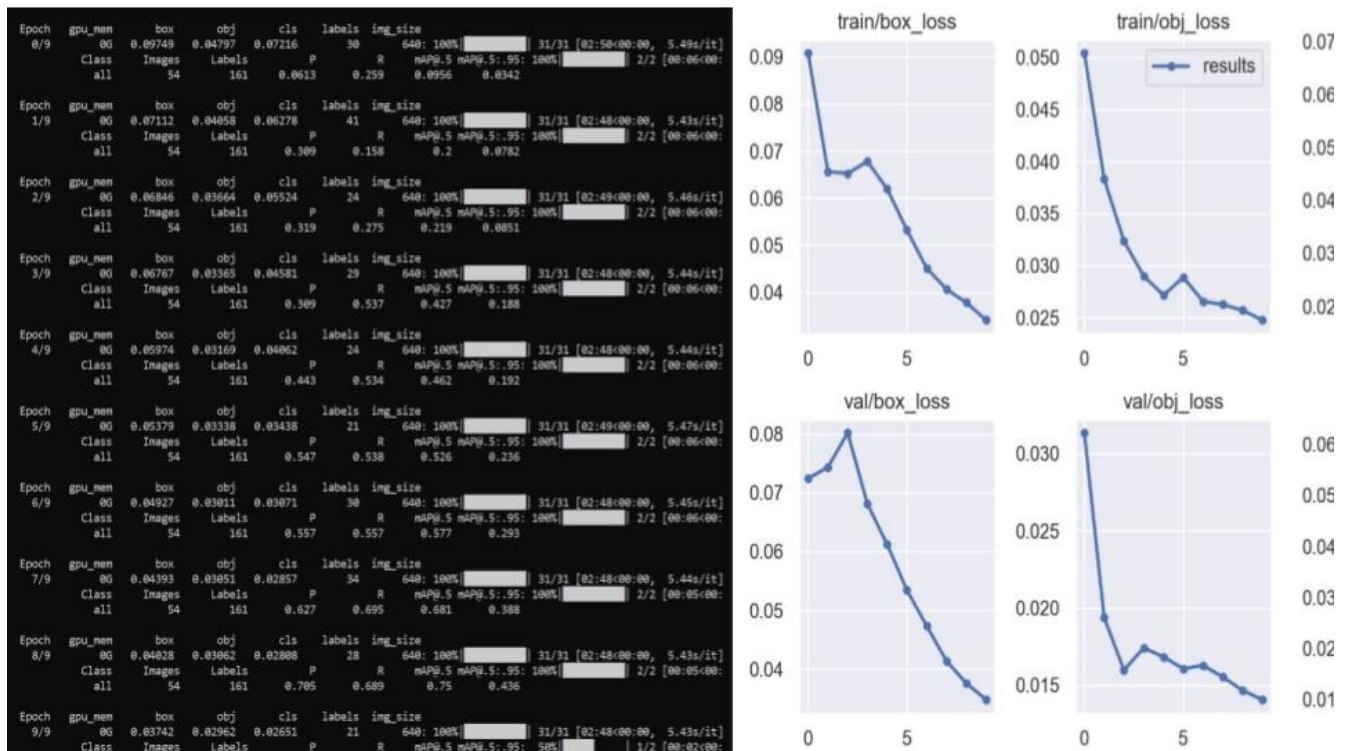 Epoch gpu_mem box obj cls labels img_size
0/9 0G 0.09749 0.04797 0.07216 30 640: 100% 31/31 [02:50<00:00, 5.49s/it]
Class Images Labels P R mAP@.5 mAP@.5:.95: 100% 2/2 [00:06<00:
all 54 161 0.0613 0.259 0.0956 0.0342
Epoch gpu_mem box obj cls labels img_size
1/9 0G 0.07112 0.04058 0.06278 41 640: 100% 31/31 [02:48<00:00, 5.43s/it]
Class Images Labels P R mAP@.5 mAP@.5:.95: 100% 2/2 [00:06<00:
all 54 161 0.309 0.158 0.2 0.0782
Epoch gpu_mem box obj cls labels img_size
2/9 0G 0.06846 0.03664 0.05524 24 640: 100% 31/31 [02:49<00:00, 5.46s/it]
Class Images Labels P R mAP@.5 mAP@.5:.95: 100% 2/2 [00:06<00:
all 54 161 0.319 0.275 0.219 0.0851
Epoch gpu_mem box obj cls labels img_size
3/9 0G 0.06767 0.03365 0.04581 29 640: 100% 31/31 [02:48<00:00, 5.44s/it]
Class Images Labels P R mAP@.5 mAP@.5:.95: 100% 2/2 [00:06<00:
all 54 161 0.309 0.537 0.427 0.188
Epoch gpu_mem box obj cls labels img_size
4/9 0G 0.05974 0.03169 0.04062 24 640: 100% 31/31 [02:48<00:00, 5.44s/it]
Class Images Labels P R mAP@.5 mAP@.5:.95: 100% 2/2 [00:06<00:
all 54 161 0.443 0.534 0.462 0.192
Epoch gpu_mem box obj cls labels img_size
5/9 0G 0.05379 0.03338 0.03438 21 640: 100% 31/31 [02:49<00:00, 5.47s/it]
Class Images Labels P R mAP@.5 mAP@.5:.95: 100% 2/2 [00:06<00:
all 54 161 0.547 0.538 0.526 0.236
Epoch gpu_mem box obj cls labels img_size
6/9 0G 0.04927 0.03011 0.03071 30 640: 100% 31/31 [02:48<00:00, 5.45s/it]
Class Images Labels P R mAP@.5 mAP@.5:.95: 100% 2/2 [00:06<00:
all 54 161 0.557 0.557 0.577 0.293
Epoch gpu_mem box obj cls labels img_size
7/9 0G 0.04393 0.03051 0.02857 34 640: 100% 31/31 [02:48<00:00, 5.44s/it]
Class Images Labels P R mAP@.5 mAP@.5:.95: 100% 2/2 [00:05<00:
all 54 161 0.627 0.695 0.681 0.388
Epoch gpu_mem box obj cls labels img_size
8/9 0G 0.04028 0.03062 0.02808 28 640: 100% 31/31 [02:48<00:00, 5.43s/it]
Class Images Labels P R mAP@.5 mAP@.5:.95: 100% 2/2 [00:05<00:
all 54 161 0.705 0.689 0.75 0.436
Epoch gpu_mem box obj cls labels img_size
9/9 0G 0.03742 0.02962 0.02651 21 640: 100% 31/31 [02:48<00:00, 5.43s/it]
Class Images Labels P R mAP@.5 mAP@.5:.95: 50% 1/2 [00:02<00:
train/box_loss
0.09
0.08
0.07
0.06
0.05
0.04
0 5
train/obj_loss
results
0.050
0.045
0.040
0.035
0.030
0.025
0 5
0.07
0.06
0.05
0.04
0.03
0.02
val/box_loss
0.08
0.07
0.06
0.05
0.04
0 5
val/obj_loss
0.030
0.025
0.020
0.015
0 5
0.06
0.05
0.04
0.03
0.02
0.01